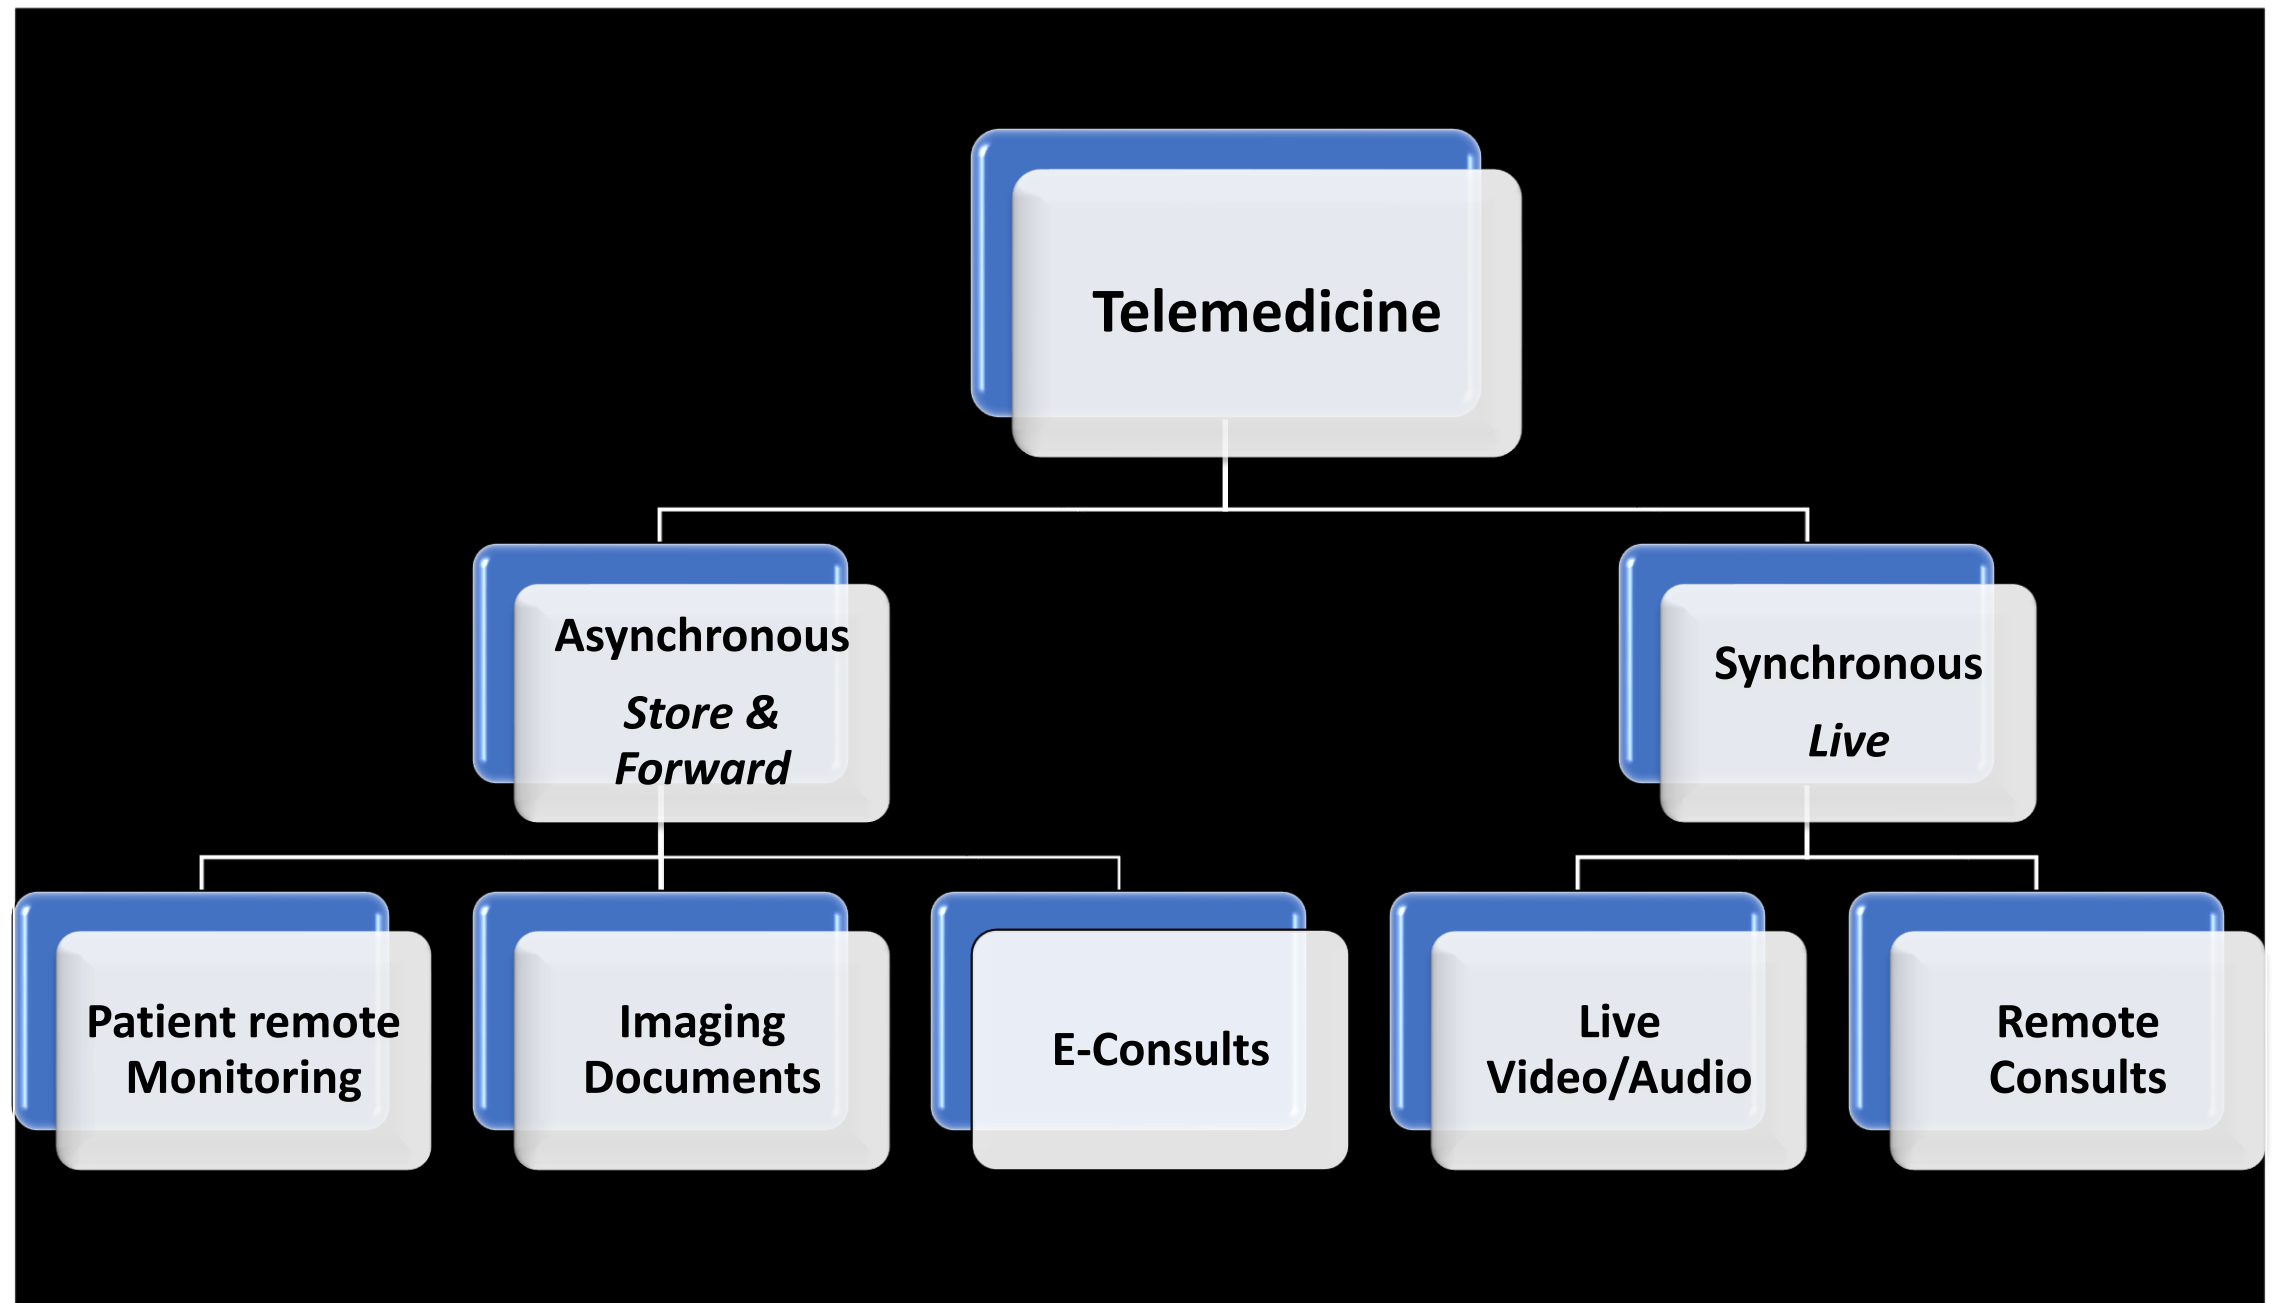 Telemedicine
Asynchronous
Store &
Forward
Synchronous
Live
Patient remote
Monitoring
Imaging
Documents
E-Consults
Live
Video/Audio
Remote
Consults